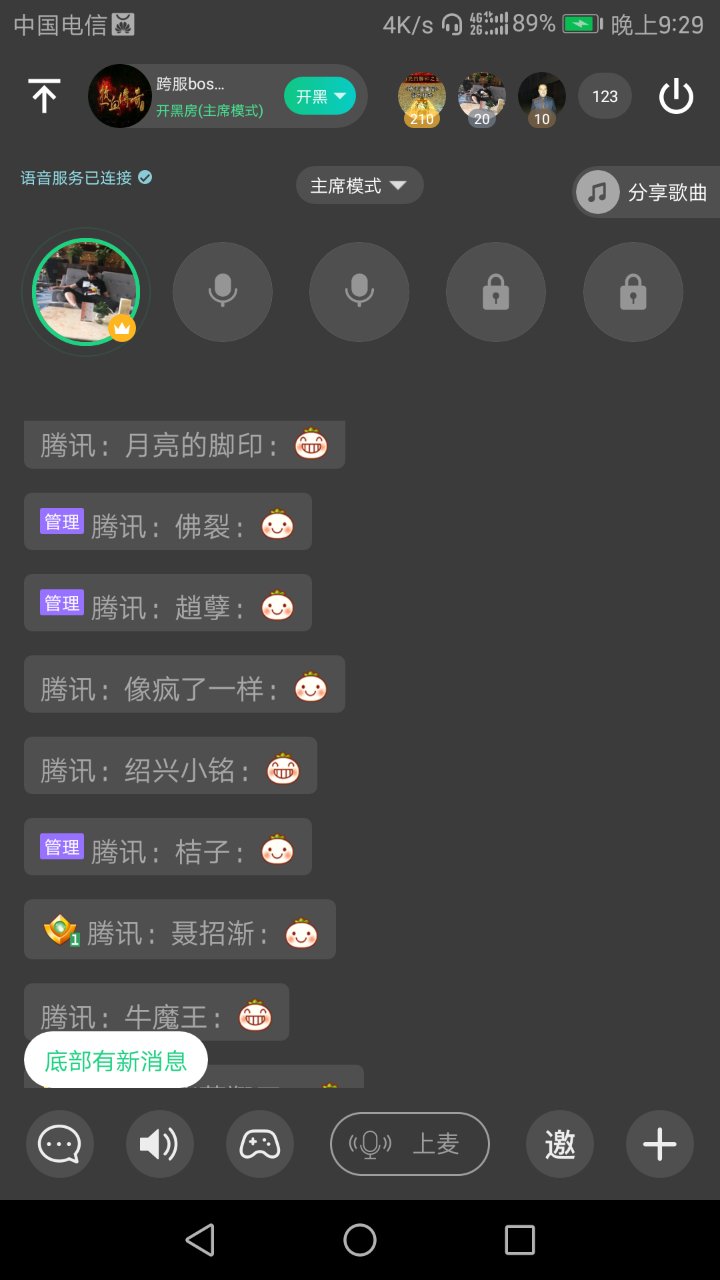 中国电信 4K/s 4G 2G 89% 晚上9:29
跨服bos...
开黑房(主席模式)
开黑
210
20
10
123
语音服务已连接
主席模式
分享歌曲
腾讯：月亮的脚印：
管理 腾讯：佛裂：
管理 腾讯：趙孽：
腾讯：像疯了一样：
腾讯：绍兴小铭：
管理 腾讯：桔子：
1 腾讯：聂招渐：
腾讯：牛魔王：
底部有新消息
上麦
邀